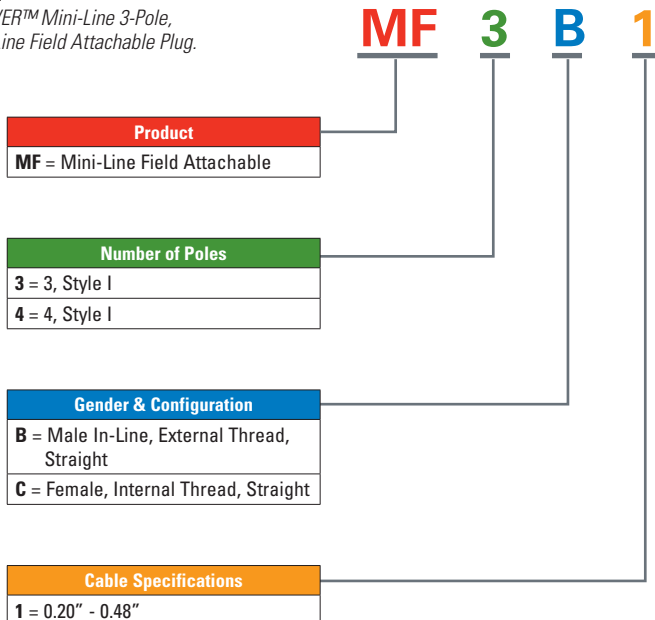 Mini-Line 3-Pole,
Field Attachable Plug.
MF 3 B 1
Product
MF = Mini-Line Field Attachable
Number of Poles
3 = 3, Style I
4 = 4, Style I
Gender & Configuration
B = Male In-Line, External Thread,
Straight
C = Female, Internal Thread, Straight
Cable Specifications
1 = 0.20” - 0.48”